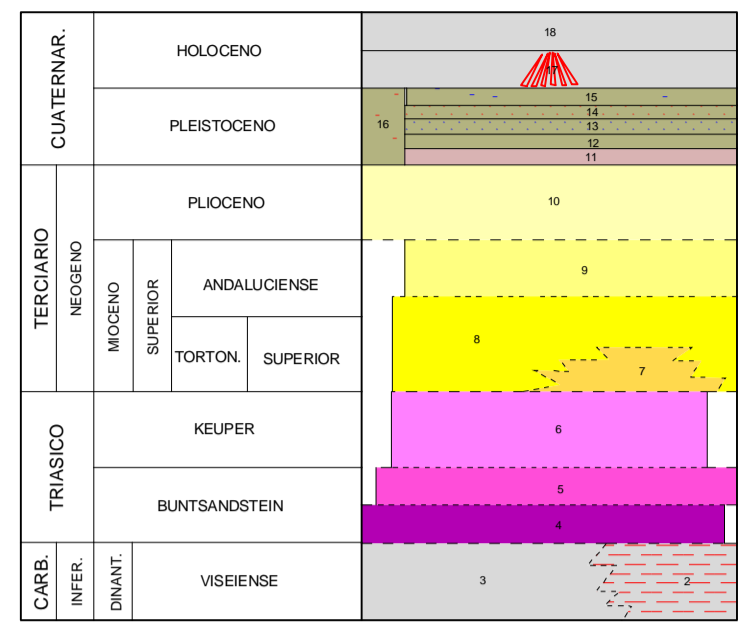 CUATERNAR.
HOLOCENO
18
17
PLEISTOCENO
16
15
14
13
12
11
TERCIARIO
NEOGENO
PLIOCENO
10
MIOCENO
SUPERIOR
ANDALUCIENSE
9
TORTON.
SUPERIOR
8
7
TRIASICO
KEUPER
6
BUNTSANDSTEIN
5
4
CARB.
INFER.
DINANT.
VISEIENSE
3
2